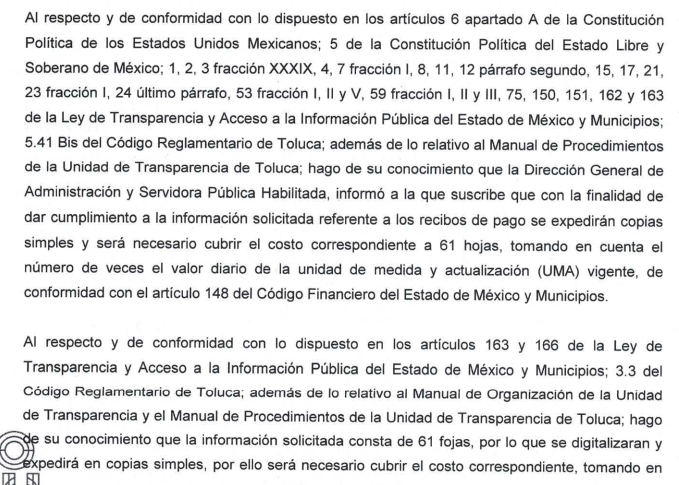 Al respecto y de conformidad con lo dispuesto en los artículos 6 apartado A de la Constitución
Política de los Estados Unidos Mexicanos; 5 de la Constitución Política del Estado Libre y
Soberano de México; 1, 2, 3 fracción XXXIX, 4, 7 fracción I, 8, 11, 12 párrafo segundo, 15, 17, 21,
23 fracción I, 24 último párrafo, 53 fracción I, II y V, 59 fracción I, II y III, 75, 150, 151, 162 y 163
de la Ley de Transparencia y Acceso a la Información Pública del Estado de México y Municipios;
5.41 Bis del Código Reglamentario de Toluca; además de lo relativo al Manual de Procedimientos
de la Unidad de Transparencia de Toluca; hago de su conocimiento que la Dirección General de
Administración y Servidora Pública Habilitada, informó a la que suscribe que con la finalidad de
dar cumplimiento a la información solicitada referente a los recibos de pago se expedirán copias
simples y será necesario cubrir el costo correspondiente a 61 hojas, tomando en cuenta el
número de veces el valor diario de la unidad de medida y actualización (UMA) vigente, de
conformidad con el artículo 148 del Código Financiero del Estado de México y Municipios.
Al respecto y de conformidad con lo dispuesto en los artículos 163 y 166 de la Ley de
Transparencia y Acceso a la Información Pública del Estado de México y Municipios; 3.3 del
Código Reglamentario de Toluca; además de lo relativo al Manual de Organización de la Unidad
de Transparencia y el Manual de Procedimientos de la Unidad de Transparencia de Toluca; hago
de su conocimiento que la información solicitada consta de 61 fojas, por lo que se digitalizaran y
expedirá en copias simples, por ello será necesario cubrir el costo correspondiente, tomando en